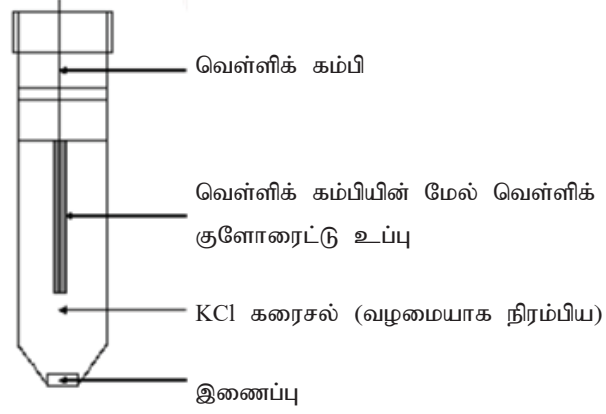 வெள்ளிக் கம்பி
வெள்ளிக் கம்பியின் மேல் வெள்ளிக்
குளோரைட்டு உப்பு
KCl கரைசல் (வழமையாக நிரம்பிய)
இணைப்பு